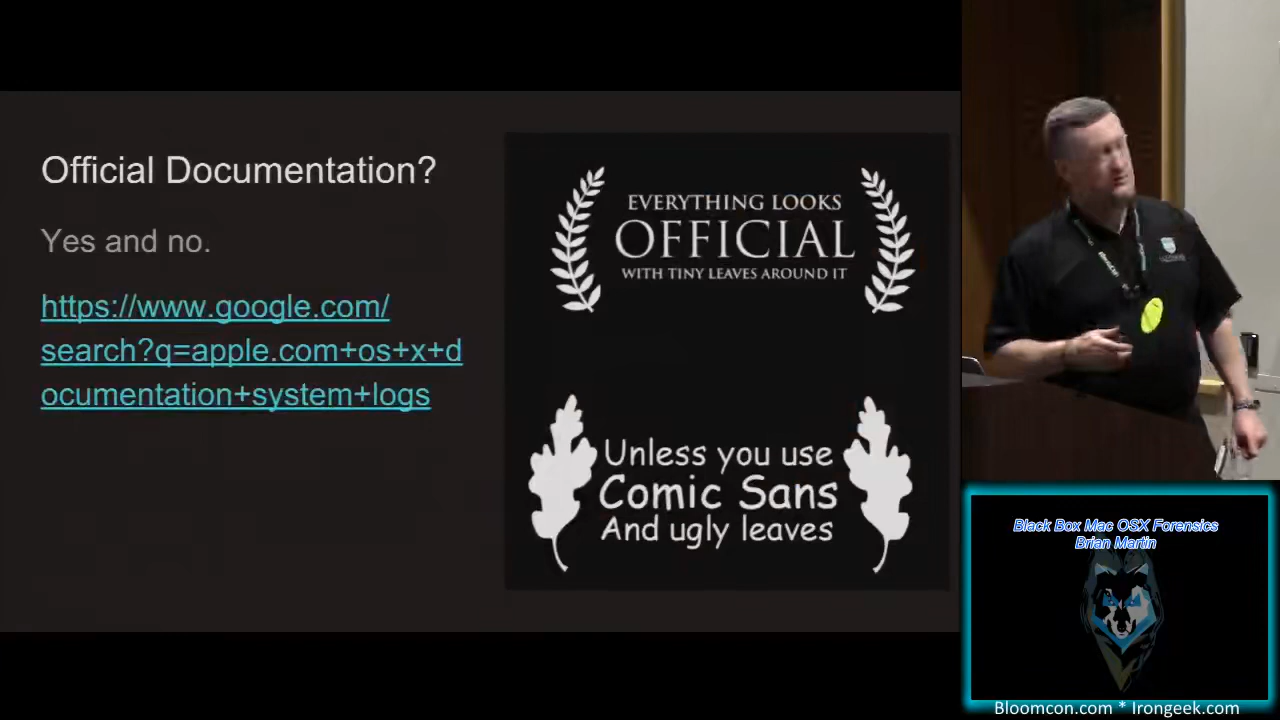 Official Documentation?
Yes and no.
https://www.google.com/
search?q=apple.com+os+x+d
ocumentation+system+logs
EVERYTHING LOOKS
OFFICIAL
WITH TINY LEAVES AROUND IT
Unless you use
Comic Sans
And ugly leaves
Black Box Mac OSX Forensics
Brian Martin
Bloomcon.com * Irongeek.com